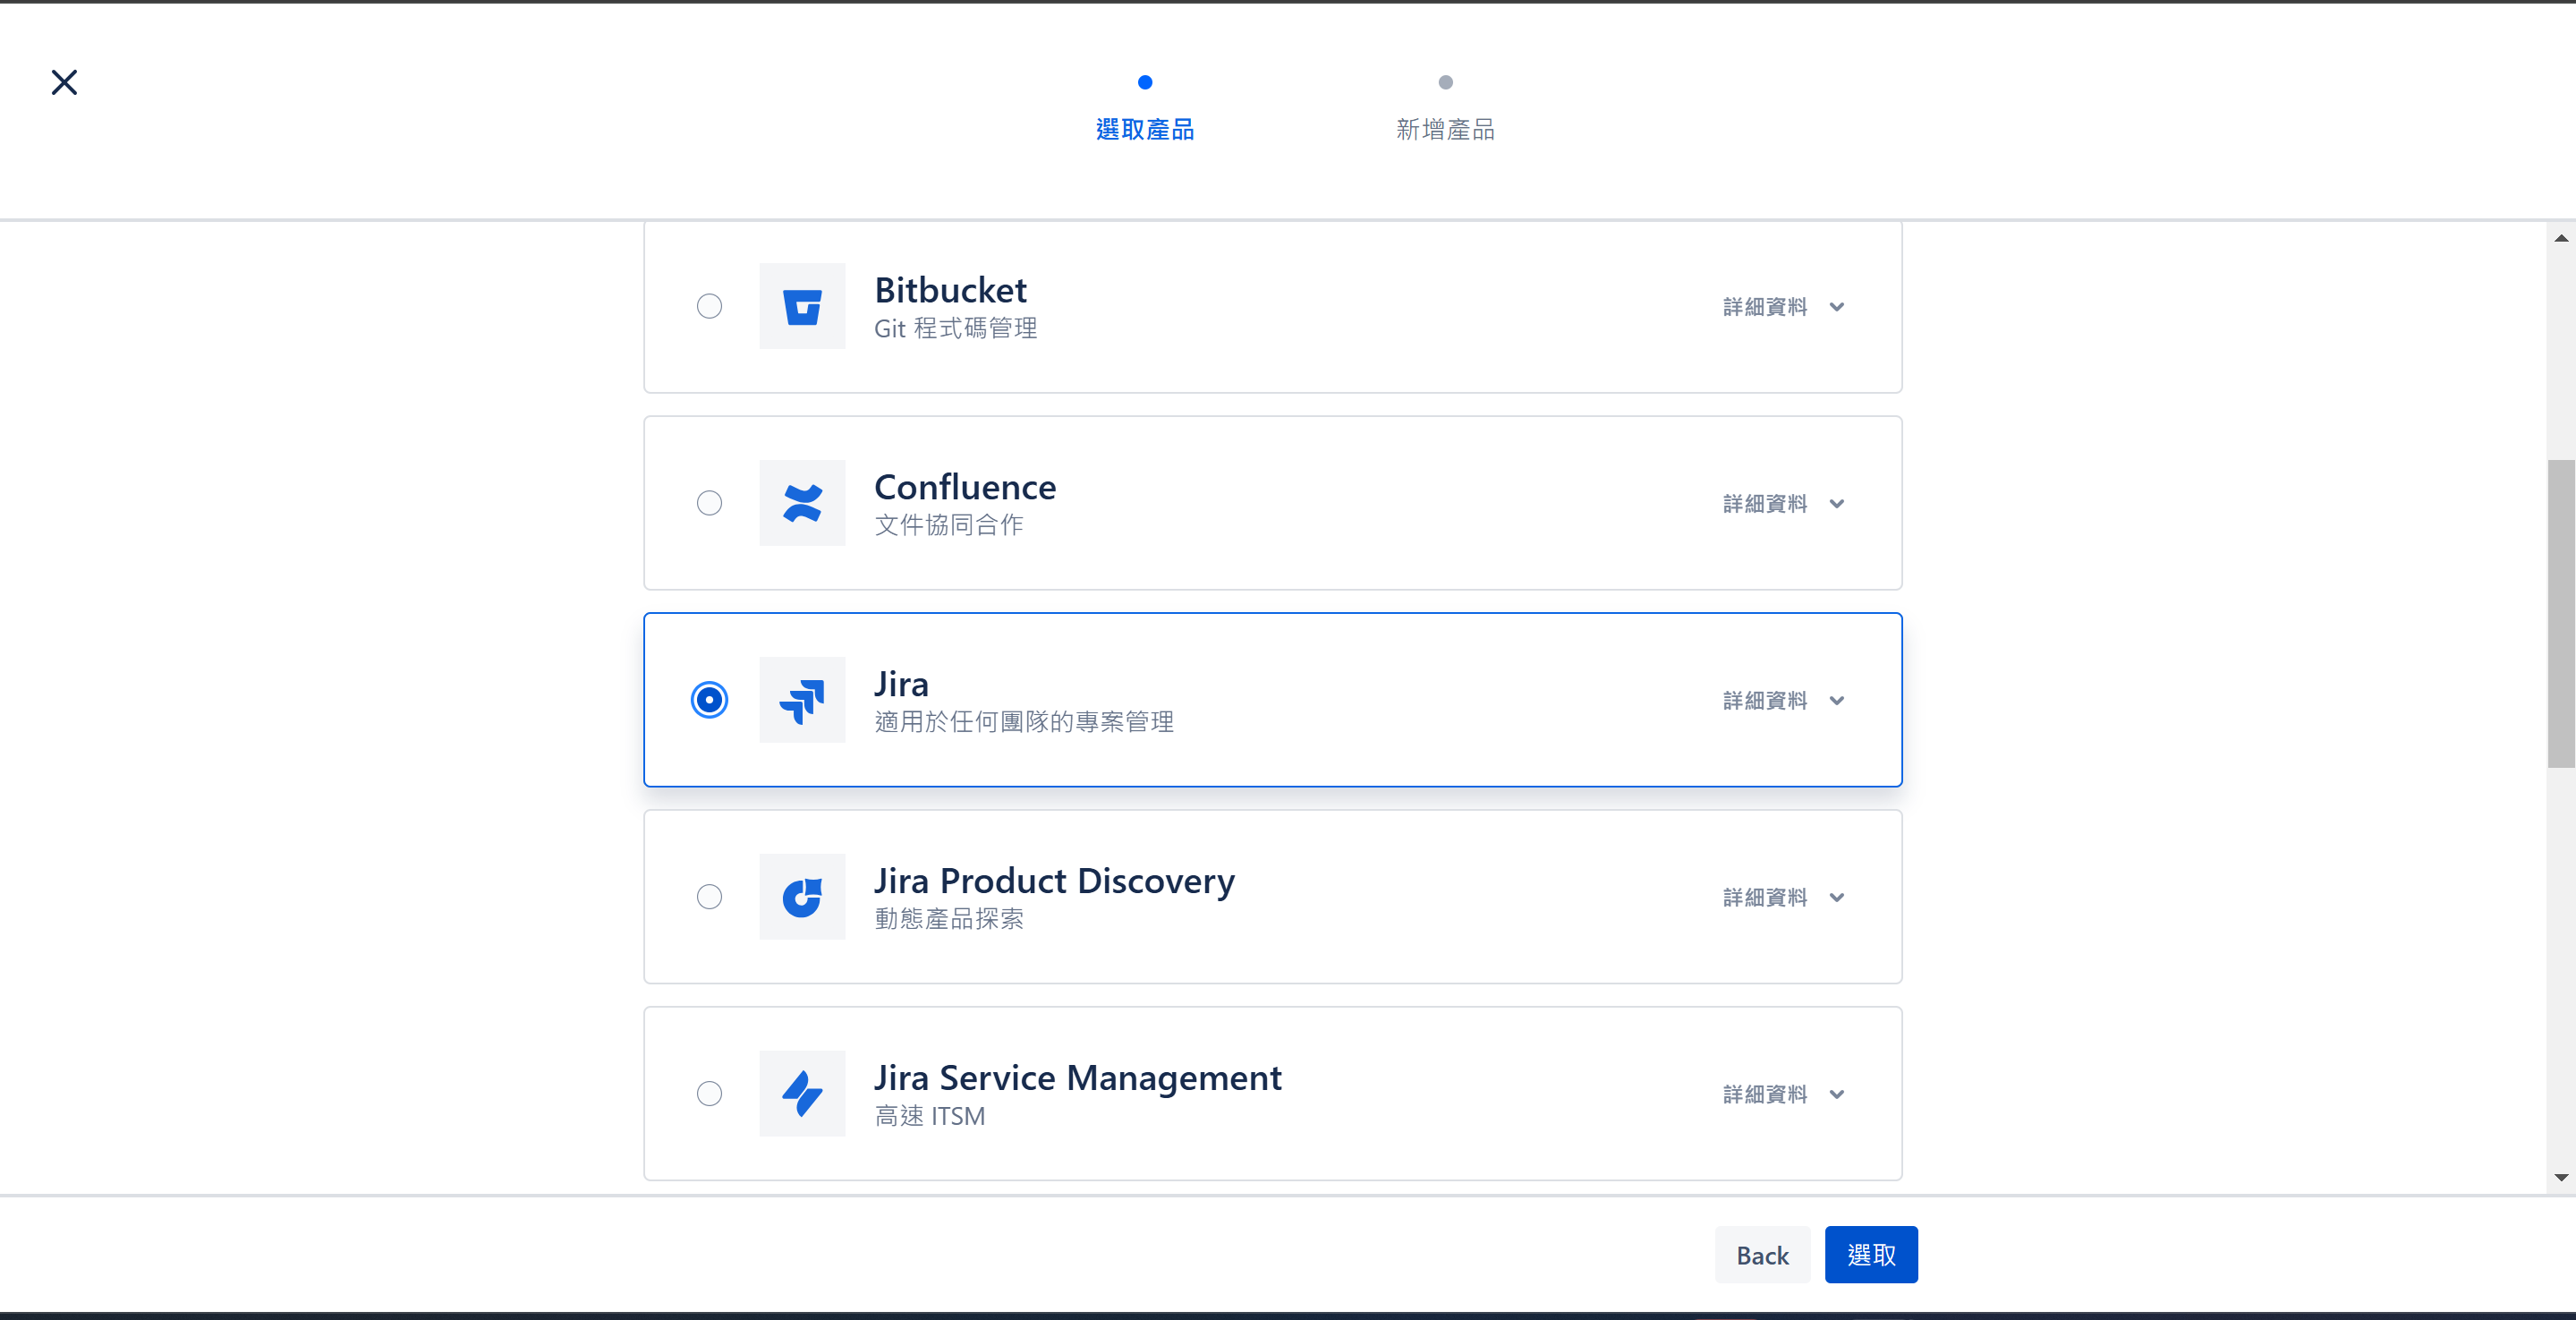 選取產品
新增產品
Bitbucket
Git 程式碼管理
詳細資料
Confluence
文件協同合作
詳細資料
Jira
適用於任何團隊的專案管理
詳細資料
Jira Product Discovery
動態產品探索
詳細資料
Jira Service Management
高速 ITSM
詳細資料
Back
選取